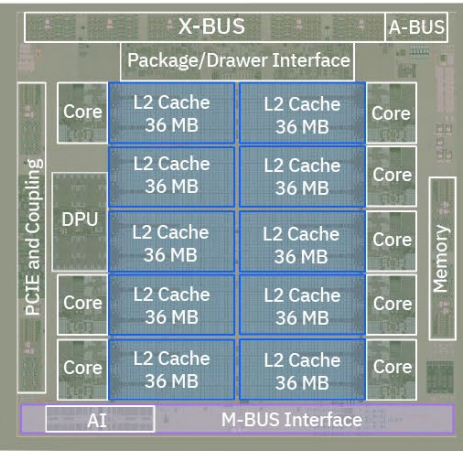 X-BUS
A-BUS
Package/Drawer Interface
Core
L2 Cache
36 MB
L2 Cache
36 MB
Core
L2 Cache
36 MB
L2 Cache
36 MB
Core
PCIE and Coupling
DPU
L2 Cache
36 MB
L2 Cache
36 MB
Core
Memory
Core
L2 Cache
36 MB
L2 Cache
36 MB
Core
Core
L2 Cache
36 MB
L2 Cache
36 MB
Core
AI
M-BUS Interface